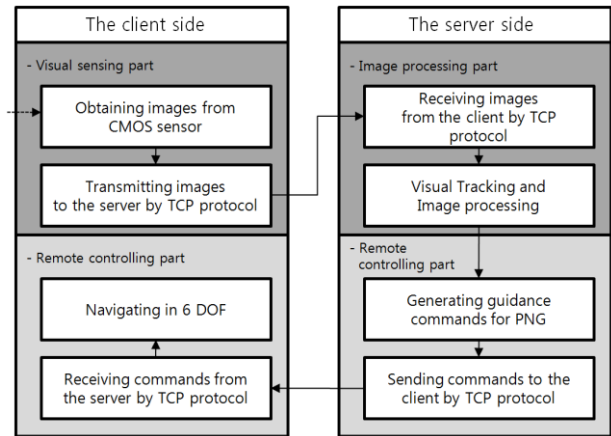 The client side
- Visual sensing part
Obtaining images from
CMOS sensor
Transmitting images
to the server by TCP protocol
- Remote controlling part
Navigating in 6 DOF
Receiving commands from
the server by TCP protocol
The server side
- Image processing part
Receiving images
from the client by TCP
protocol
Visual Tracking and
Image processing
- Remote
controlling part
Generating guidance
commands for PNG
Sending commands to the
client by TCP protocol